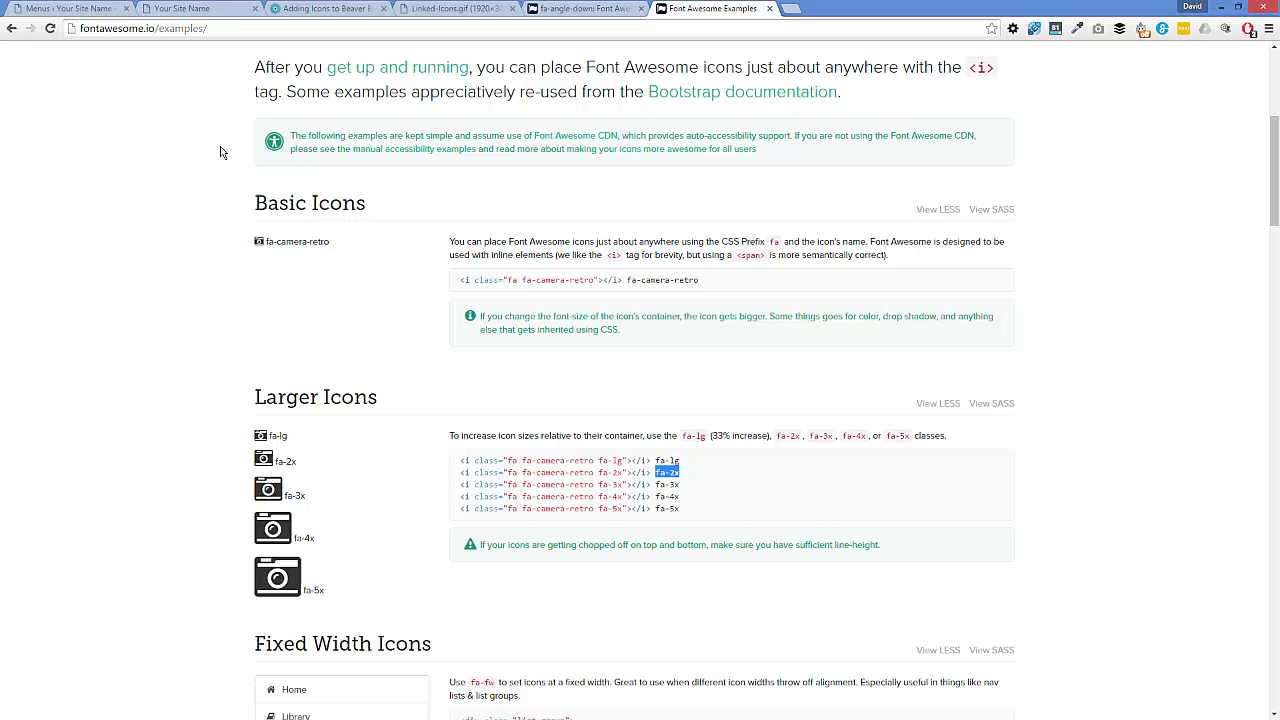 Menus ‹ Your Site Name
Your Site Name
Adding Icons to Beaver B
Linked-Icons.gif (1920×30
fa-angle-down: Font Awes
Font Awesome Examples
David
fontawesome.io/examples/
After you get up and running, you can place Font Awesome icons just about anywhere with the <i>
tag. Some examples appreciatively re-used from the Bootstrap documentation.
The following examples are kept simple and assume use of Font Awesome CDN, which provides auto-accessibility support. If you are not using the Font Awesome CDN,
please see the manual accessibility examples and read more about making your icons more awesome for all users
Basic Icons
View LESS View SASS
fa-camera-retro
You can place Font Awesome icons just about anywhere using the CSS Prefix fa and the icon's name. Font Awesome is designed to be
used with inline elements (we like the <i> tag for brevity, but using a <span> is more semantically correct).
<i class="fa fa-camera-retro"></i> fa-camera-retro
If you change the font-size of the icon's container, the icon gets bigger. Same things goes for color, drop shadow, and anything
else that gets inherited using CSS.
Larger Icons
View LESS View SASS
fa-lg
fa-2x
fa-3x
fa-4x
fa-5x
To increase icon sizes relative to their container, use the fa-lg (33% increase), fa-2x, fa-3x, fa-4x, or fa-5x classes.
<i class="fa fa-camera-retro fa-lg"></i> fa-lg
<i class="fa fa-camera-retro fa-2x"></i> fa-2x
<i class="fa fa-camera-retro fa-3x"></i> fa-3x
<i class="fa fa-camera-retro fa-4x"></i> fa-4x
<i class="fa fa-camera-retro fa-5x"></i> fa-5x
If your icons are getting chopped off on top and bottom, make sure you have sufficient line-height.
Fixed Width Icons
View LESS View SASS
Home
Library
Use fa-fw to set icons at a fixed width. Great to use when different icon widths throw off alignment. Especially useful in things like nav
lists & list groups.